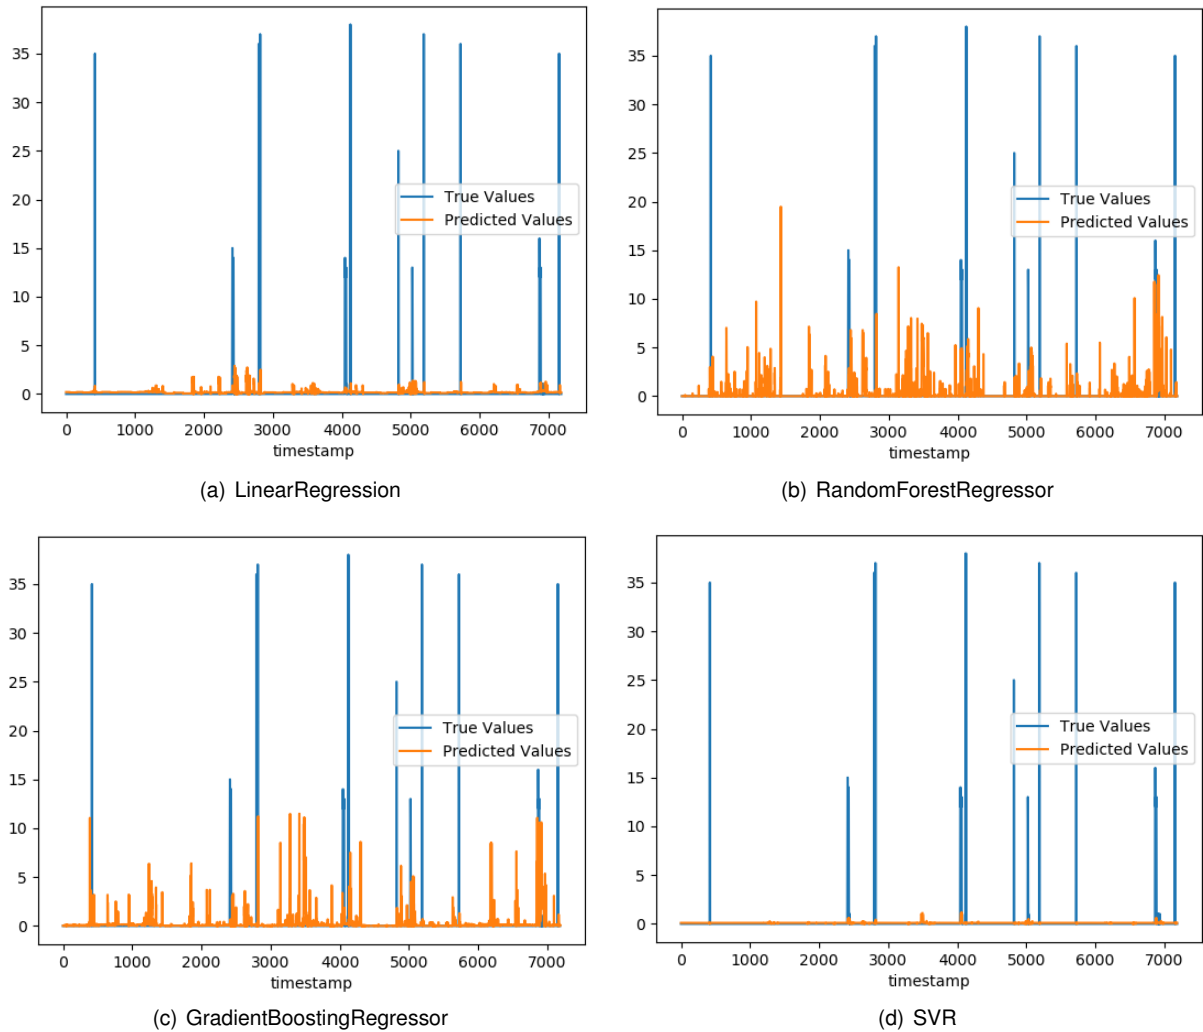 35
30
25
20
15
10
5
0
True Values
Predicted Values
0 1000 2000 3000 4000 5000 6000 7000
timestamp
(a) LinearRegression
35
30
25
20
15
10
5
0
True Values
Predicted Values
0 1000 2000 3000 4000 5000 6000 7000
timestamp
(b) RandomForestRegressor
35
30
25
20
15
10
5
0
True Values
Predicted Values
0 1000 2000 3000 4000 5000 6000 7000
timestamp
(c) GradientBoostingRegressor
35
30
25
20
15
10
5
0
True Values
Predicted Values
0 1000 2000 3000 4000 5000 6000 7000
timestamp
(d) SVR